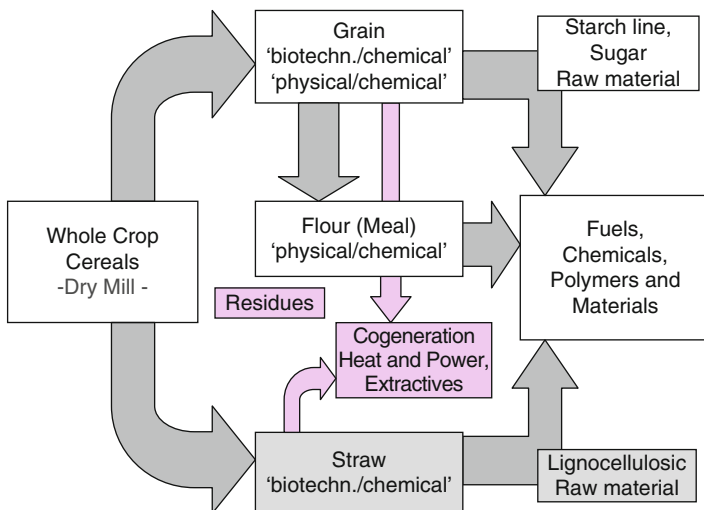 Grain
‘biotechn./chemical’
‘physical/chemical’
Starch line,
Sugar
Raw material
Whole Crop
Cereals
-Dry Mill -
Flour (Meal)
‘physical/chemical’
Fuels,
Chemicals,
Polymers and
Materials
Residues
Cogeneration
Heat and Power,
Extractives
Straw
‘biotechn./chemical’
Lignocellulosic
Raw material